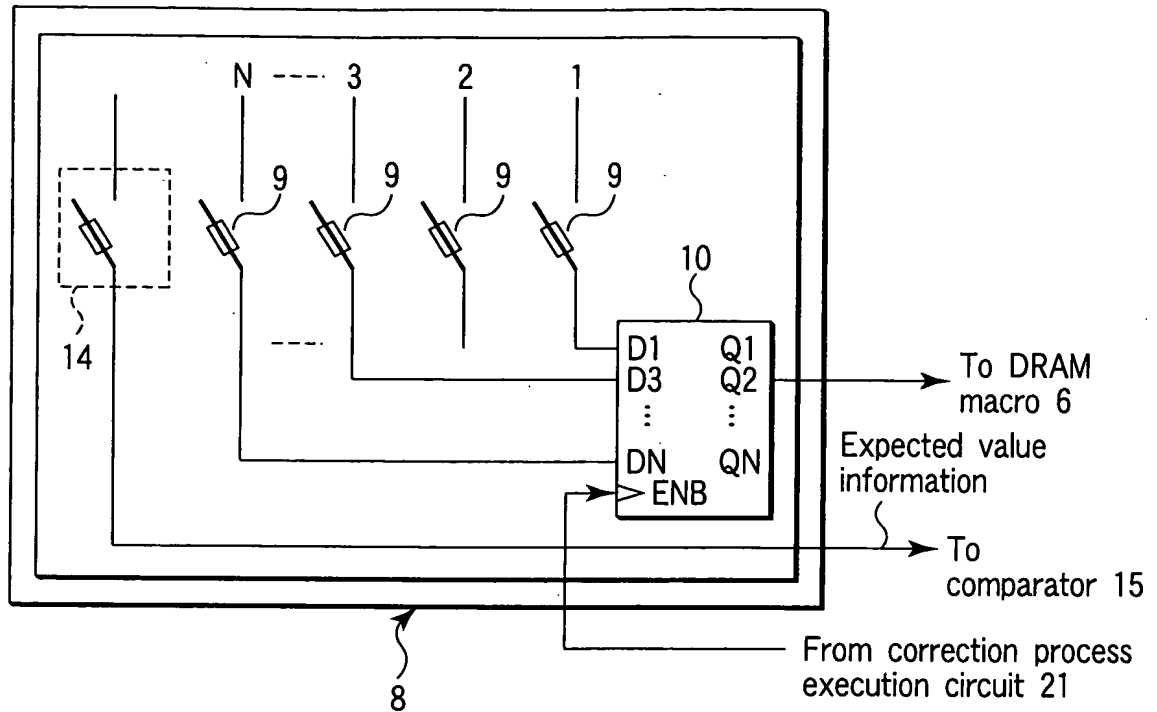 N ---- 3 2 1
9 9 9 9
10
14
D1 Q1
D3 Q2
⋮ ⋮
DN QN
ENB
To DRAM
macro 6
Expected value
information
To
comparator 15
From correction process
execution circuit 21
8